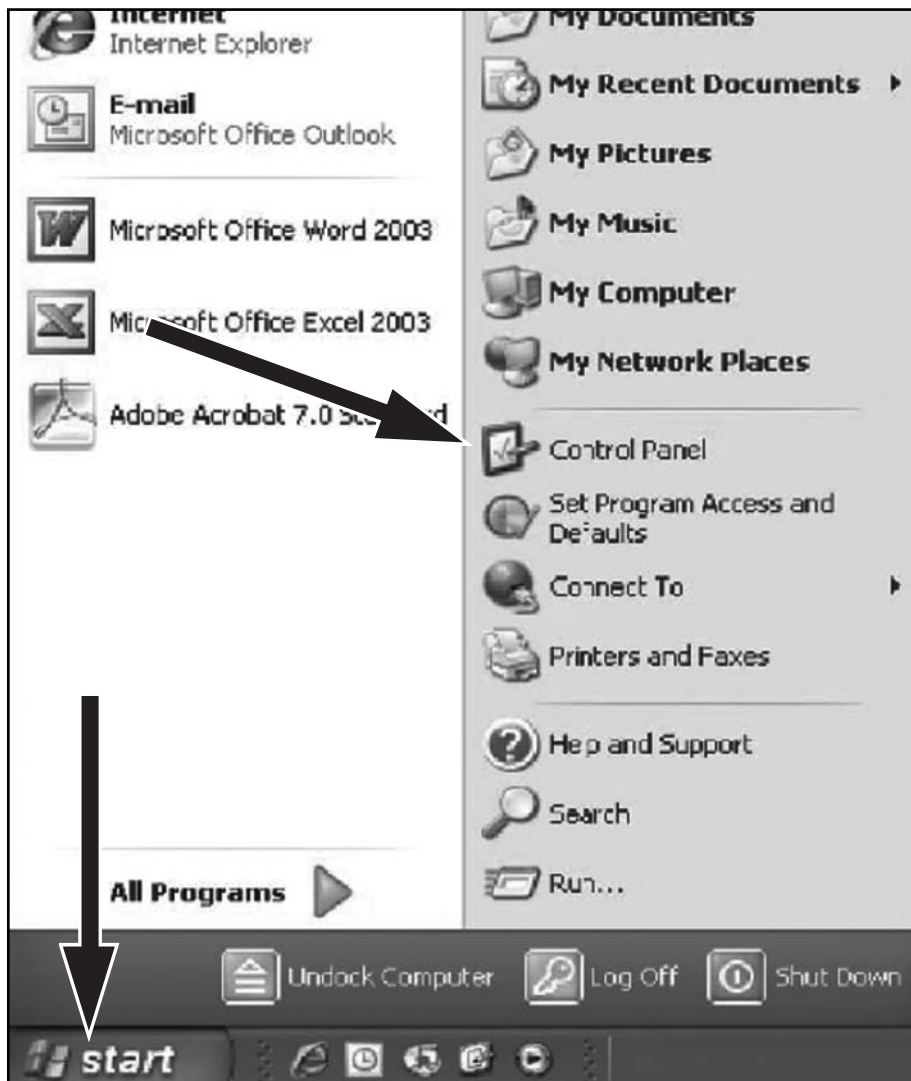 Internet
Internet Explorer
E-mail
Microsoft Office Outlook
Microsoft Office Word 2003
Microsoft Office Excel 2003
Adobe Acrobat 7.0
All Programs
My Documents
My Recent Documents
My Pictures
My Music
My Computer
My Network Places
Control Panel
Set Program Access and
Defaults
Connect To
Printers and Faxes
Help and Support
Search
Run...
Undock Computer
Log Off
Shut Down
start